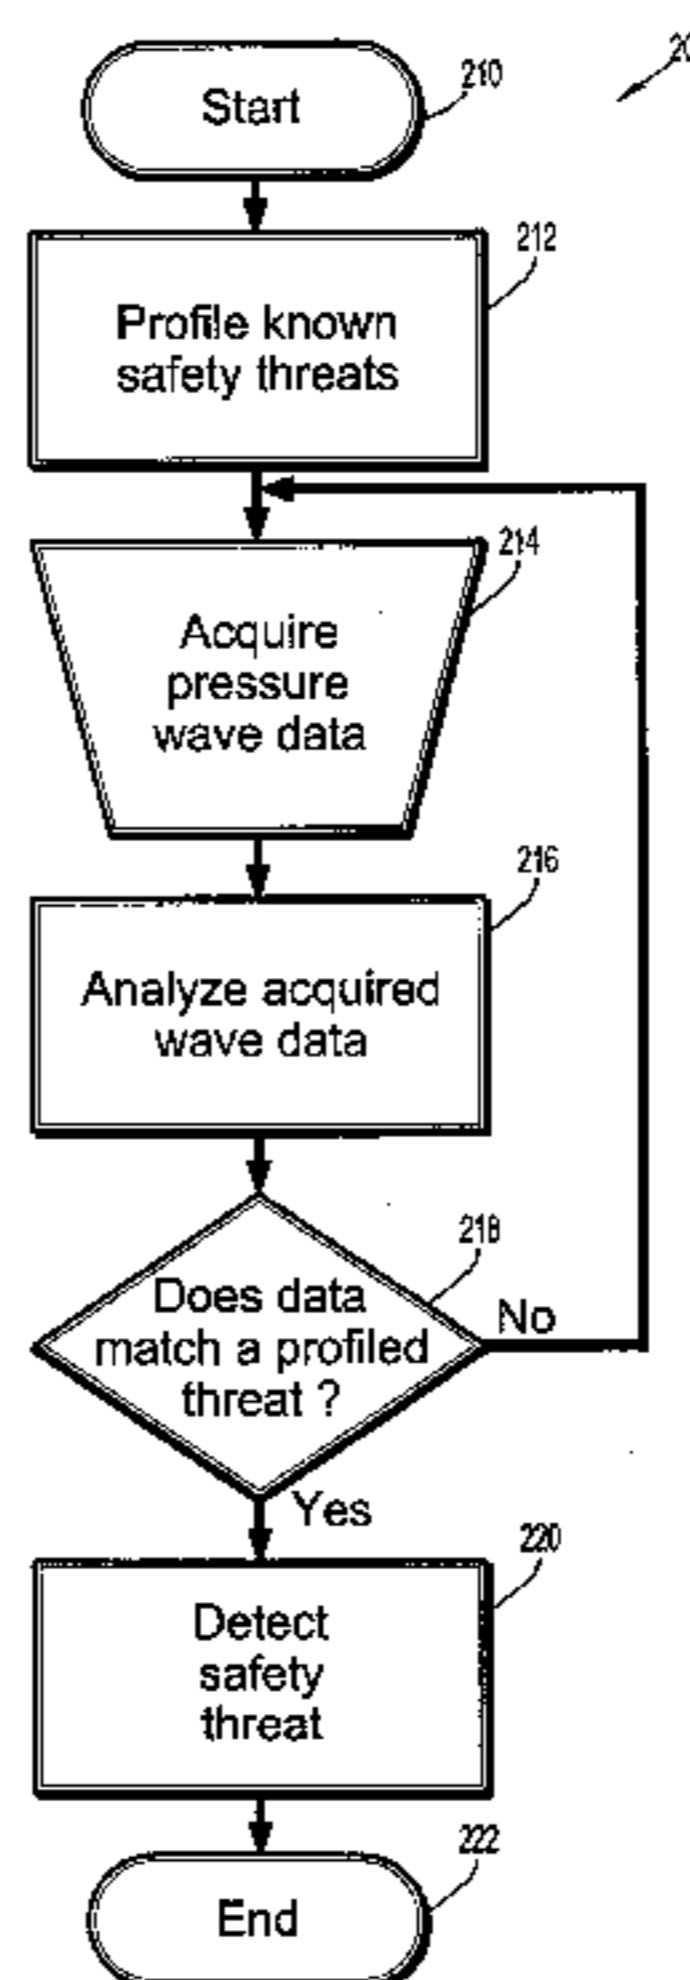 Start
210
Profile known
safety threats
212
Acquire
pressure
wave data
214
Analyze acquired
wave data
216
Does data
match a profiled
threat ?
218
No
Yes
Detect
safety
threat
220
End
222